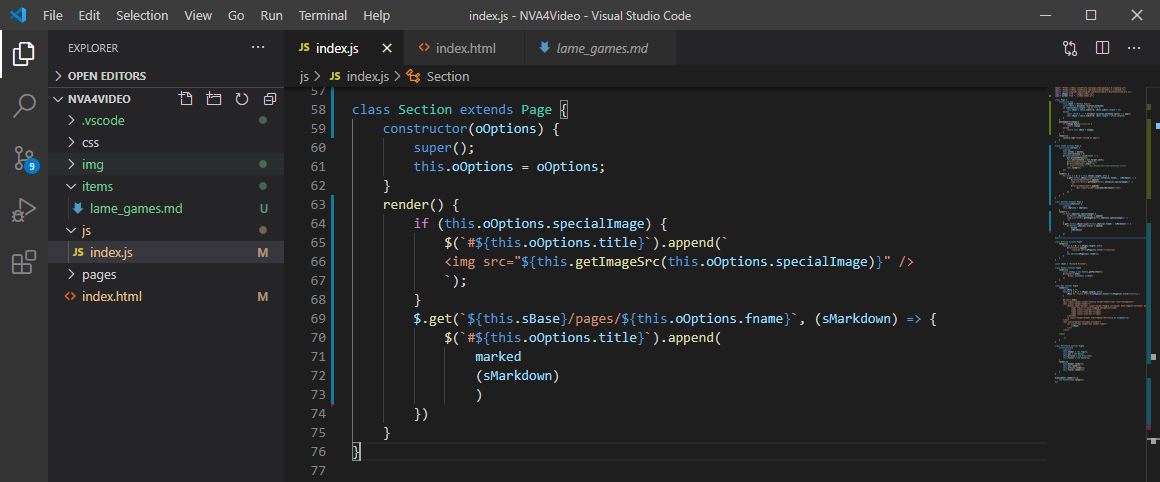 File Edit Selection View Go Run Terminal Help index.js - NVA4Video - Visual Studio Code
EXPLORER
OPEN EDITORS
NVA4VIDEO
.vscode
css
img
items
lame_games.md U
js
JS index.js M
pages
index.html M
9
JS index.js
index.html
lame_games.md
js > JS index.js > Section
57
58 class Section extends Page {
59 constructor(oOptions) {
60 super();
61 this.oOptions = oOptions;
62 }
63 render() {
64 if (this.oOptions.specialImage) {
65 $(`#${this.oOptions.title}`).append(`
66 <img src="${this.getImageSrc(this.oOptions.specialImage)}" />
67 `);
68 }
69 $.get(`${this.sBase}/pages/${this.oOptions.fname}`, (sMarkdown) => {
70 $(`#${this.oOptions.title}`).append(
71 marked
72 (sMarkdown)
73 )
74 })
75 }
76 }
77